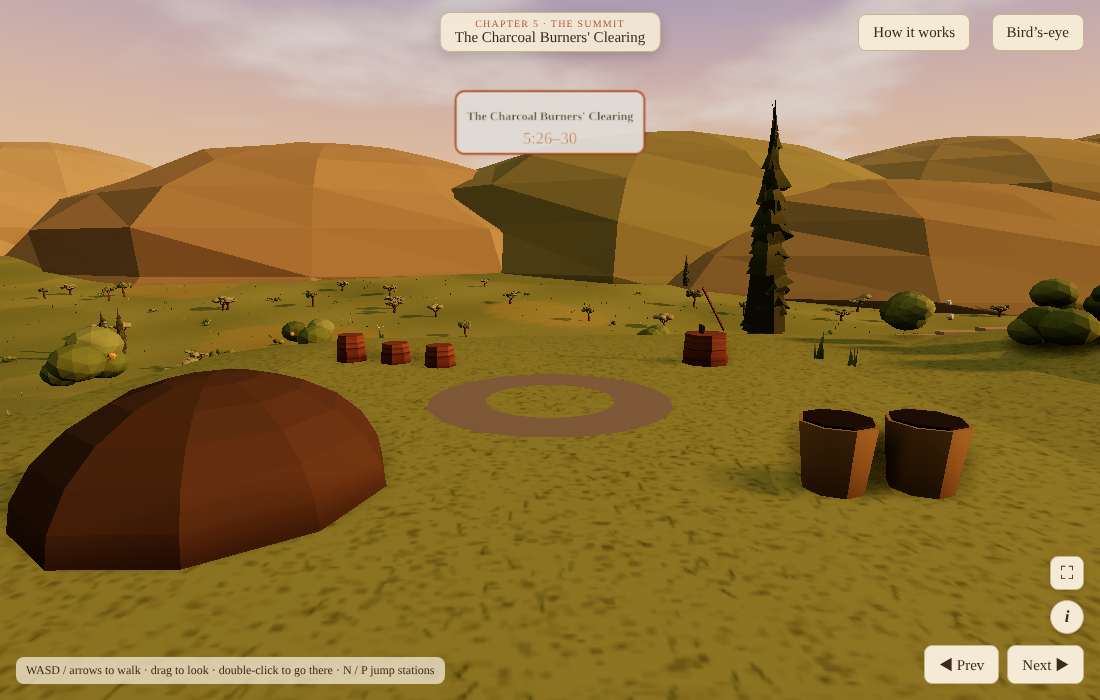 CHAPTER 5 · THE SUMMIT
The Charcoal Burners' Clearing
How it works
Bird's-eye
The Charcoal Burners' Clearing
5:26–30
i
WASD / arrows to walk · drag to look · double-click to go there · N / P jump stations
◀ Prev
Next ▶